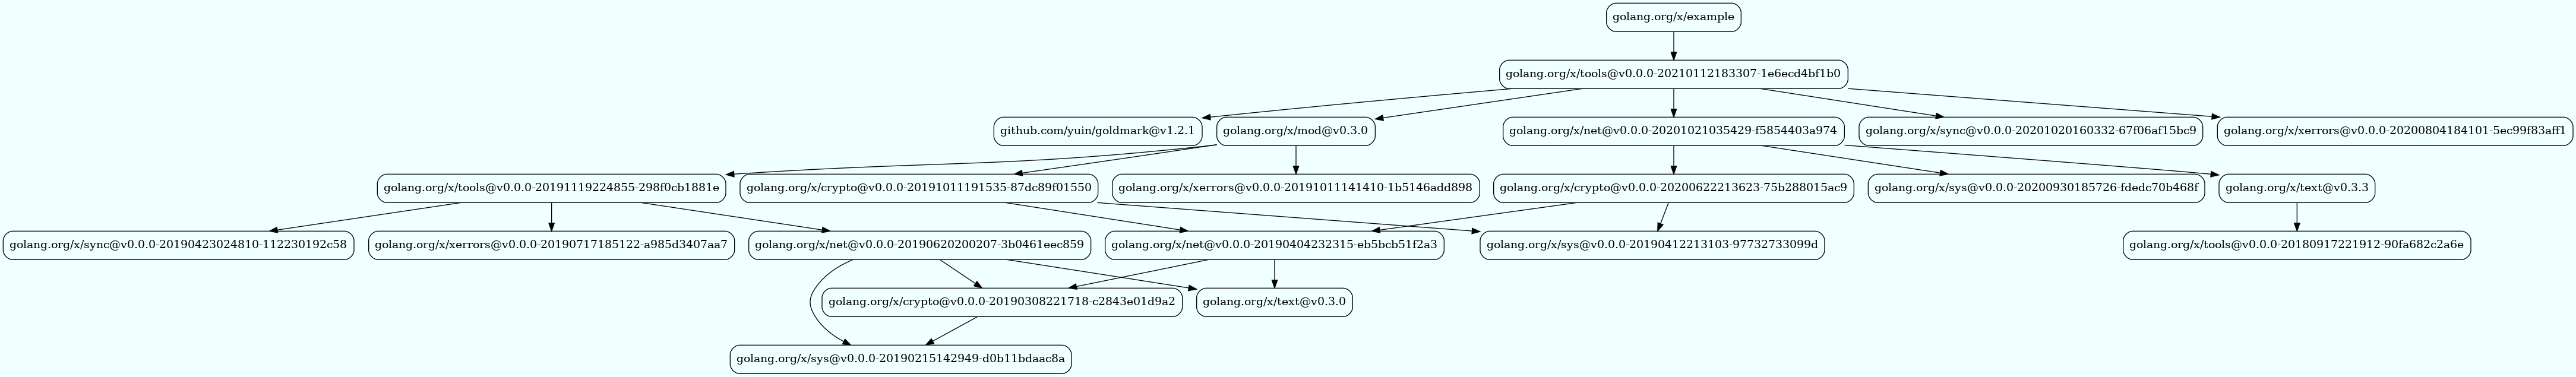 golang.org/x/example
golang.org/x/tools@v0.0.0-20210112183307-1e6ecd4bf1b0
github.com/yuin/goldmark@v1.2.1
golang.org/x/mod@v0.3.0
golang.org/x/net@v0.0.0-20201021035429-f5854403a974
golang.org/x/sync@v0.0.0-20201020160332-67f06af15bc9
golang.org/x/xerrors@v0.0.0-20200804184101-5ec99f83aff1
golang.org/x/tools@v0.0.0-20191119224855-298f0cb1881e
golang.org/x/crypto@v0.0.0-20191011191535-87dc89f01550
golang.org/x/xerrors@v0.0.0-20191011141410-1b5146add898
golang.org/x/crypto@v0.0.0-20200622213623-75b288015ac9
golang.org/x/sys@v0.0.0-20200930185726-fdedc70b468f
golang.org/x/text@v0.3.3
golang.org/x/sync@v0.0.0-20190423024810-112230192c58
golang.org/x/xerrors@v0.0.0-20190717185122-a985d3407aa7
golang.org/x/net@v0.0.0-20190620200207-3b0461eec859
golang.org/x/net@v0.0.0-20190404232315-eb5bcb51f2a3
golang.org/x/sys@v0.0.0-20190412213103-97732733099d
golang.org/x/tools@v0.0.0-20180917221912-90fa682c2a6e
golang.org/x/crypto@v0.0.0-20190308221718-c2843e01d9a2
golang.org/x/text@v0.3.0
golang.org/x/sys@v0.0.0-20190215142949-d0b11bdaac8a